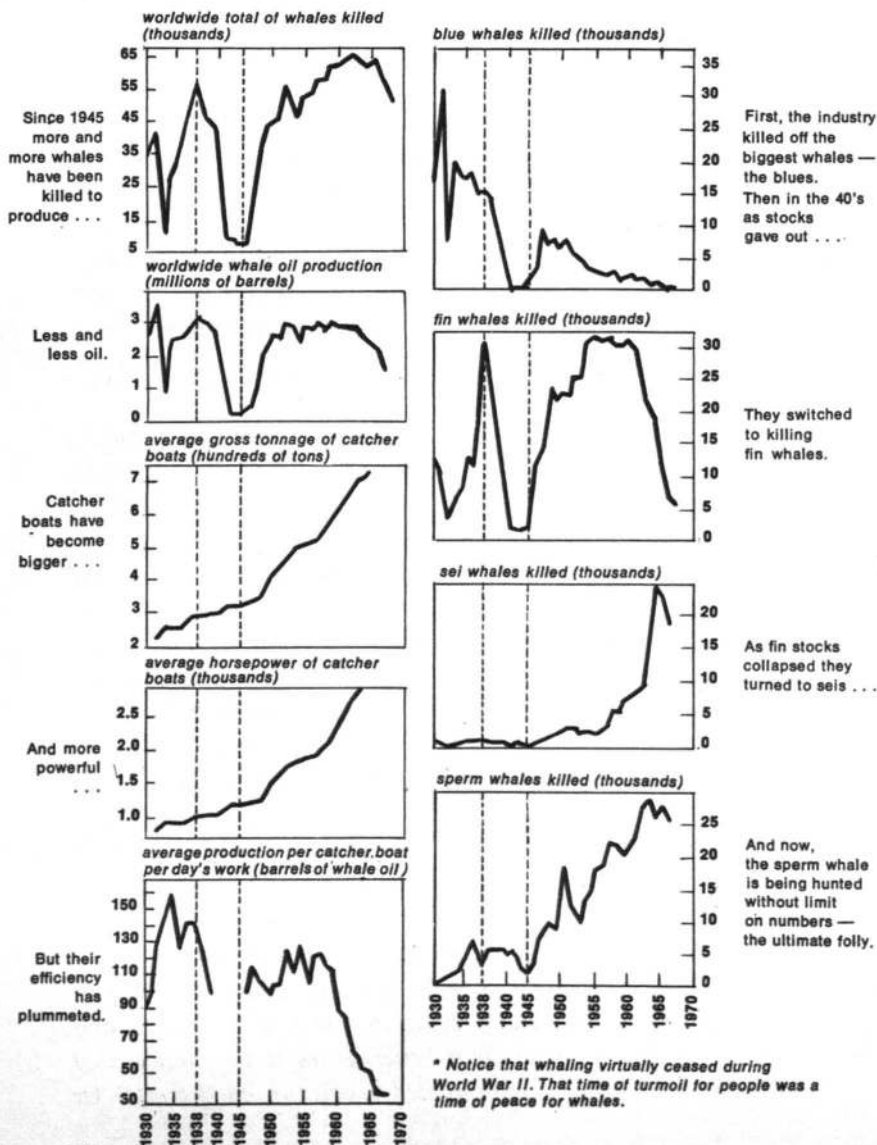 worldwide total of whales killed
(thousands)
65
55
45
35
25
15
5
Since 1945
more and
more whales
have been
killed to
produce . . .
worldwide whale oil production
(millions of barrels)
3
2
1
0
Less and
less oil.
average gross tonnage of catcher
boats (hundreds of tons)
7
6
5
4
3
2
Catcher
boats have
become
bigger . . .
average horsepower of catcher
boats (thousands)
2.5
2.0
1.5
1.0
And more
powerful
. . .
average production per catcher boat
per day's work (barrels of whale oil)
150
130
110
90
70
50
30
But their
efficiency
has
plummeted.
1930
1935
1938
1940
1945
1950
1955
1960
1965
1970
blue whales killed (thousands)
35
30
25
20
15
10
5
0
First, the industry
killed off the
biggest whales —
the blues.
Then in the 40's
as stocks
gave out . . .
fin whales killed (thousands)
30
25
20
15
10
5
0
They switched
to killing
fin whales.
sei whales killed (thousands)
20
15
10
5
0
As fin stocks
collapsed they
turned to seis . . .
sperm whales killed (thousands)
25
20
15
10
5
0
And now,
the sperm whale
is being hunted
without limit
on numbers —
the ultimate folly.
1930
1935
1938
1940
1945
1950
1955
1960
1965
1970
* Notice that whaling virtually ceased during
World War II. That time of turmoil for people was a
time of peace for whales.